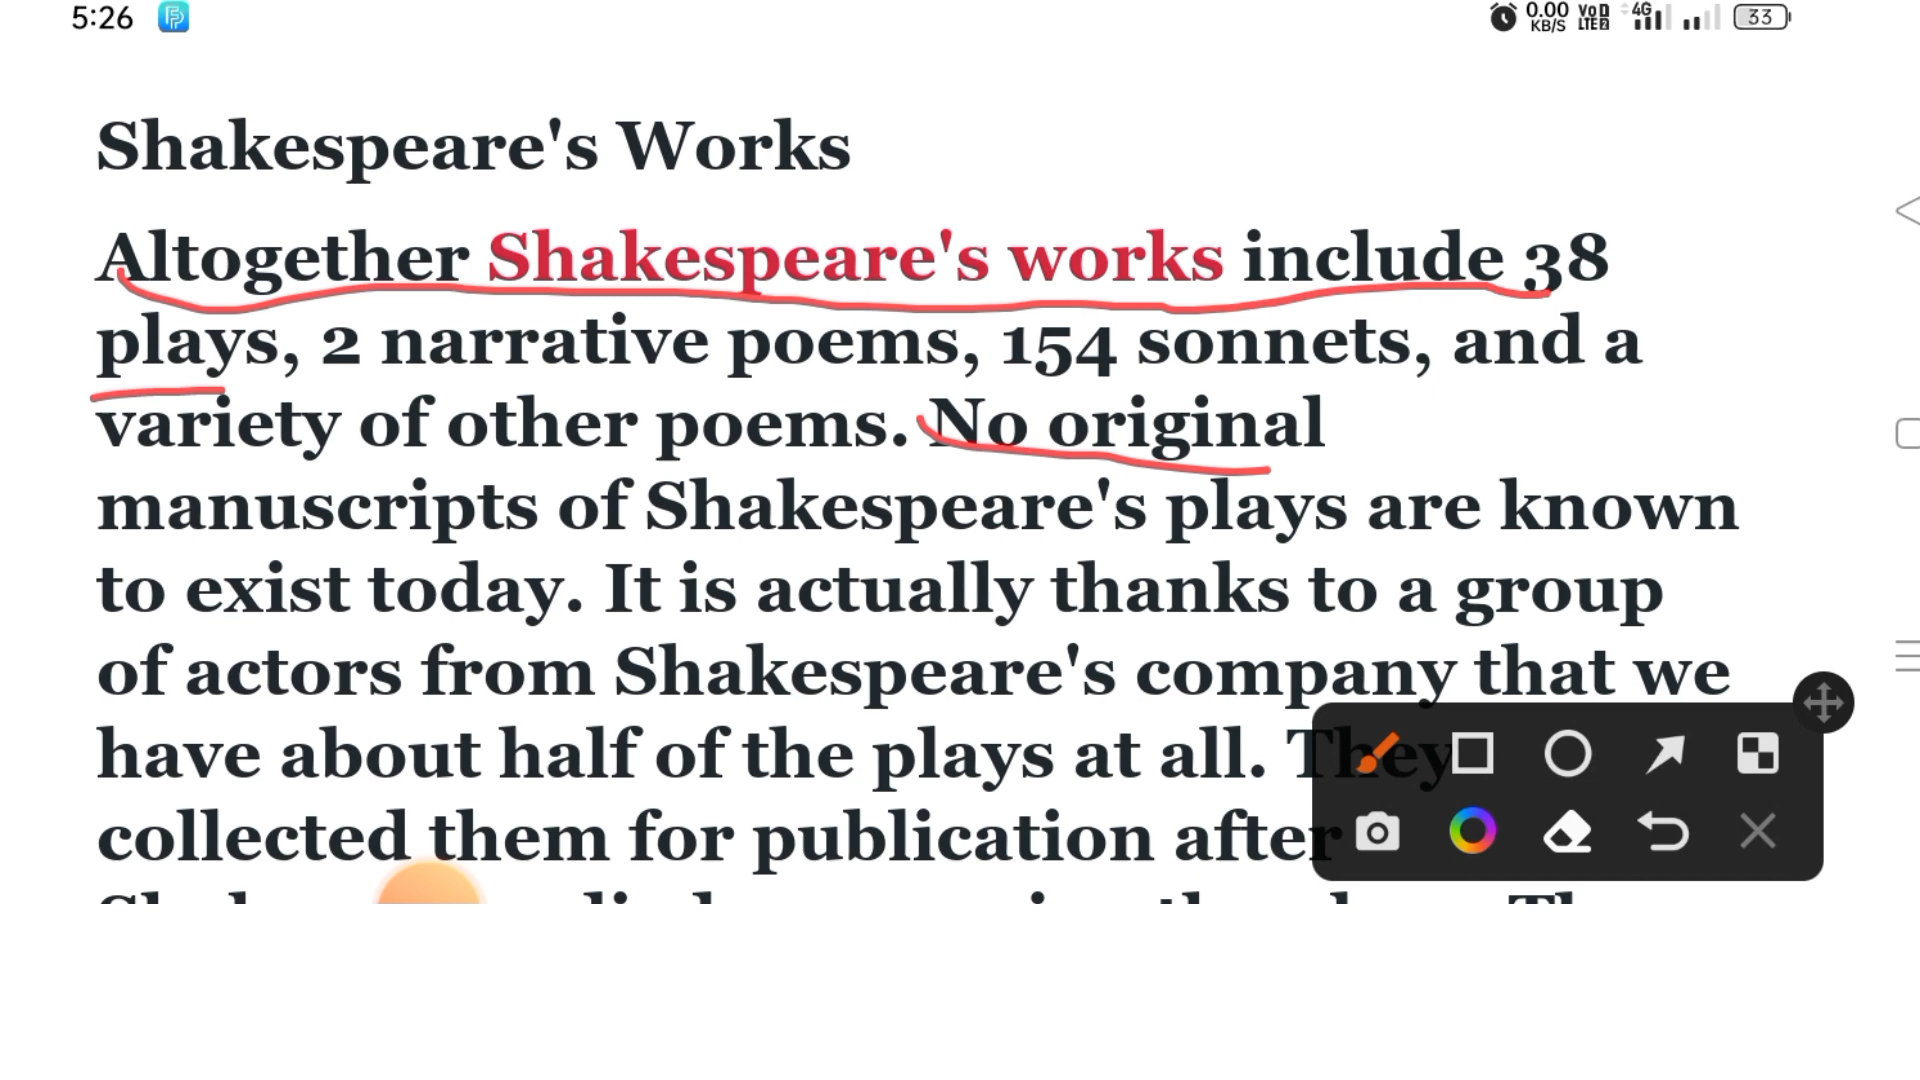 5:26
0.00 KB/S VoD LTE2 4G 33
Shakespeare's Works
Altogether Shakespeare's works include 38
plays, 2 narrative poems, 154 sonnets, and a
variety of other poems. No original
manuscripts of Shakespeare's plays are known
to exist today. It is actually thanks to a group
of actors from Shakespeare's company that we
have about half of the plays at all. They
collected them for publication after